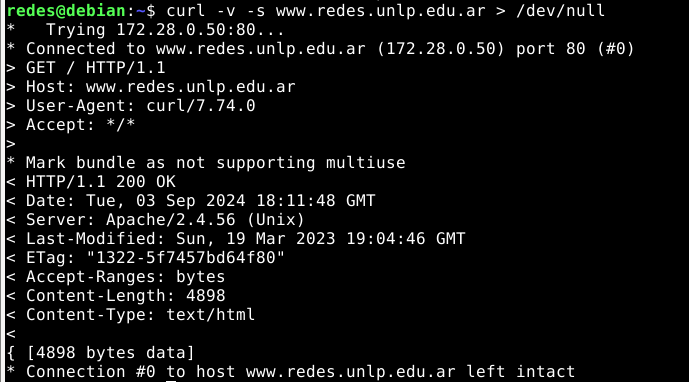 redes@debian:~$ curl -v -s www.redes.unlp.edu.ar > /dev/null
*   Trying 172.28.0.50:80...
* Connected to www.redes.unlp.edu.ar (172.28.0.50) port 80 (#0)
> GET / HTTP/1.1
> Host: www.redes.unlp.edu.ar
> User-Agent: curl/7.74.0
> Accept: */*
>
* Mark bundle as not supporting multiuse
< HTTP/1.1 200 OK
< Date: Tue, 03 Sep 2024 18:11:48 GMT
< Server: Apache/2.4.56 (Unix)
< Last-Modified: Sun, 19 Mar 2023 19:04:46 GMT
< ETag: "1322-5f7457bd64f80"
< Accept-Ranges: bytes
< Content-Length: 4898
< Content-Type: text/html
<
{ [4898 bytes data]
* Connection #0 to host www.redes.unlp.edu.ar left intact